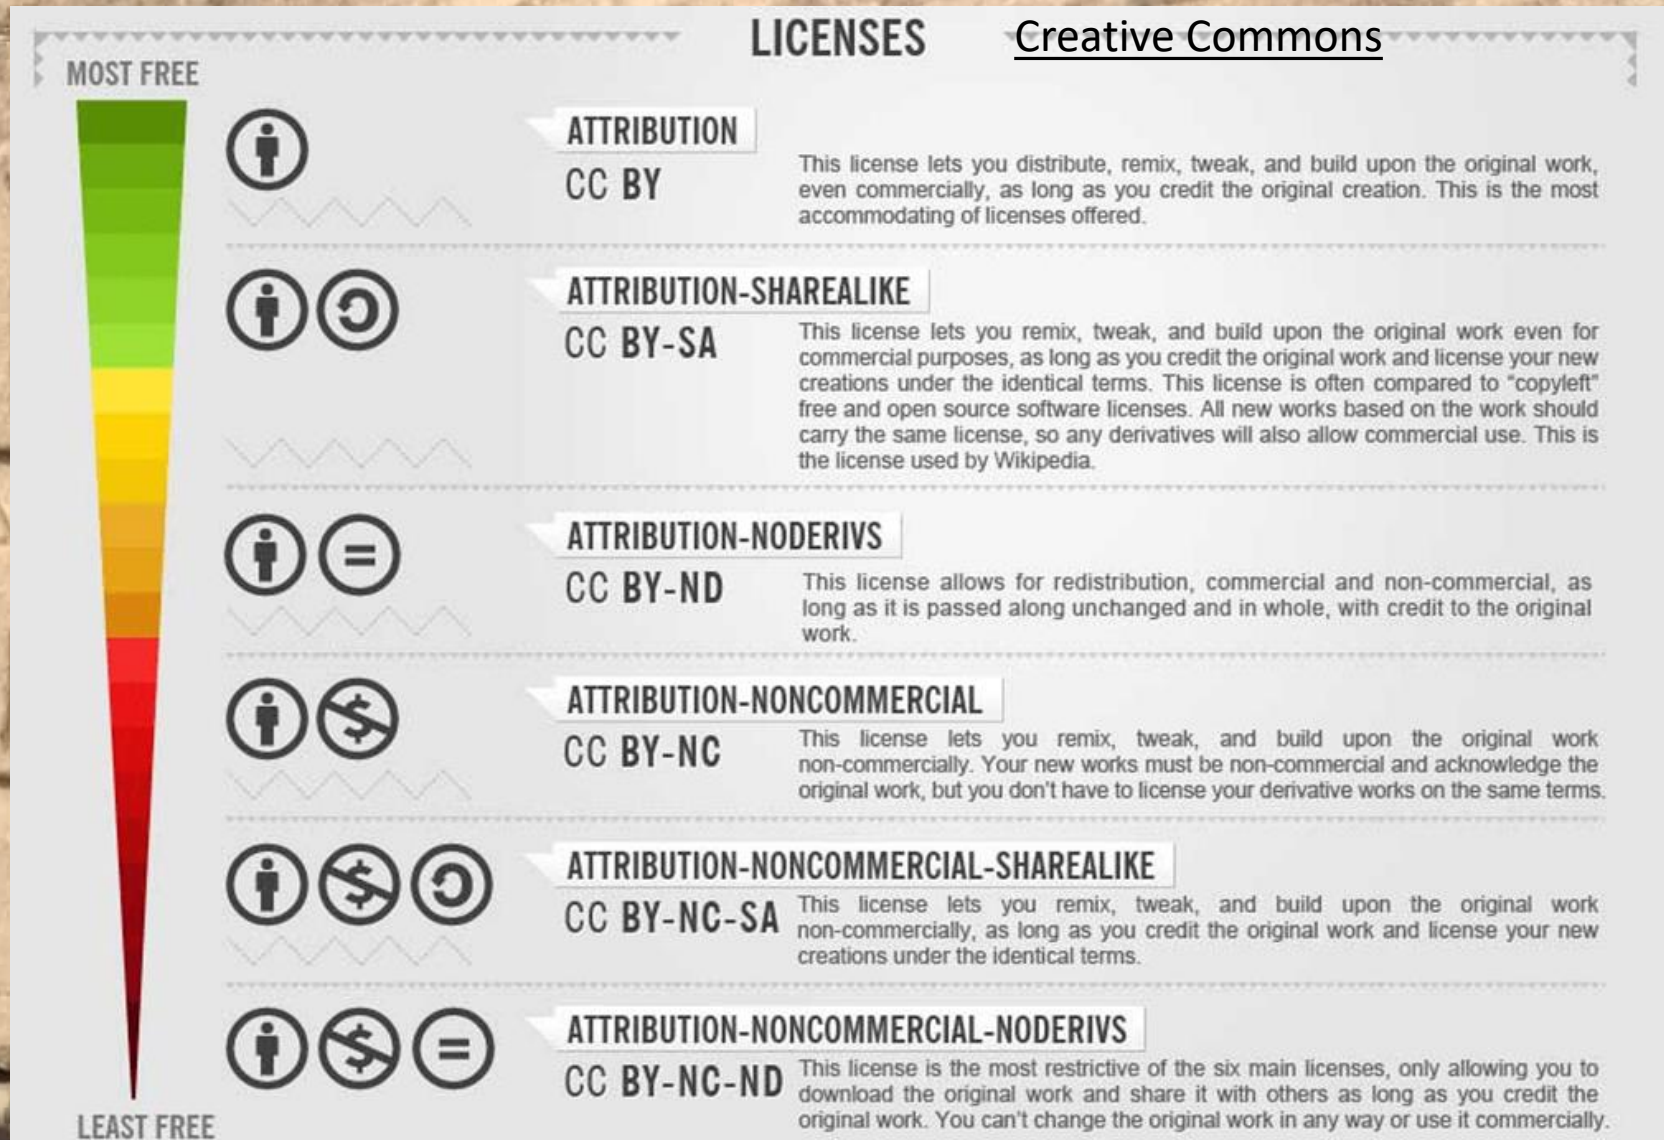 LICENSES
Creative Commons
MOST FREE
ATTRIBUTION
CC BY
This license lets you distribute, remix, tweak, and build upon the original work,
even commercially, as long as you credit the original creation. This is the most
accommodating of licenses offered.
ATTRIBUTION-SHAREALIKE
CC BY-SA
This license lets you remix, tweak, and build upon the original work even for
commercial purposes, as long as you credit the original work and license your new
creations under the identical terms. This license is often compared to "copyleft"
free and open source software licenses. All new works based on the work should
carry the same license, so any derivatives will also allow commercial use. This is
the license used by Wikipedia.
ATTRIBUTION-NODERIVS
CC BY-ND
This license allows for redistribution, commercial and non-commercial, as
long as it is passed along unchanged and in whole, with credit to the original
work.
ATTRIBUTION-NONCOMMERCIAL
CC BY-NC
This license lets you remix, tweak, and build upon the original work
non-commercially. Your new works must be non-commercial and acknowledge the
original work, but you don't have to license your derivative works on the same terms.
ATTRIBUTION-NONCOMMERCIAL-SHAREALIKE
CC BY-NC-SA
This license lets you remix, tweak, and build upon the original work
non-commercially, as long as you credit the original work and license your new
creations under the identical terms.
ATTRIBUTION-NONCOMMERCIAL-NODERIVS
CC BY-NC-ND
This license is the most restrictive of the six main licenses, only allowing you to
download the original work and share it with others as long as you credit the
original work. You can't change the original work in any way or use it commercially.
LEAST FREE